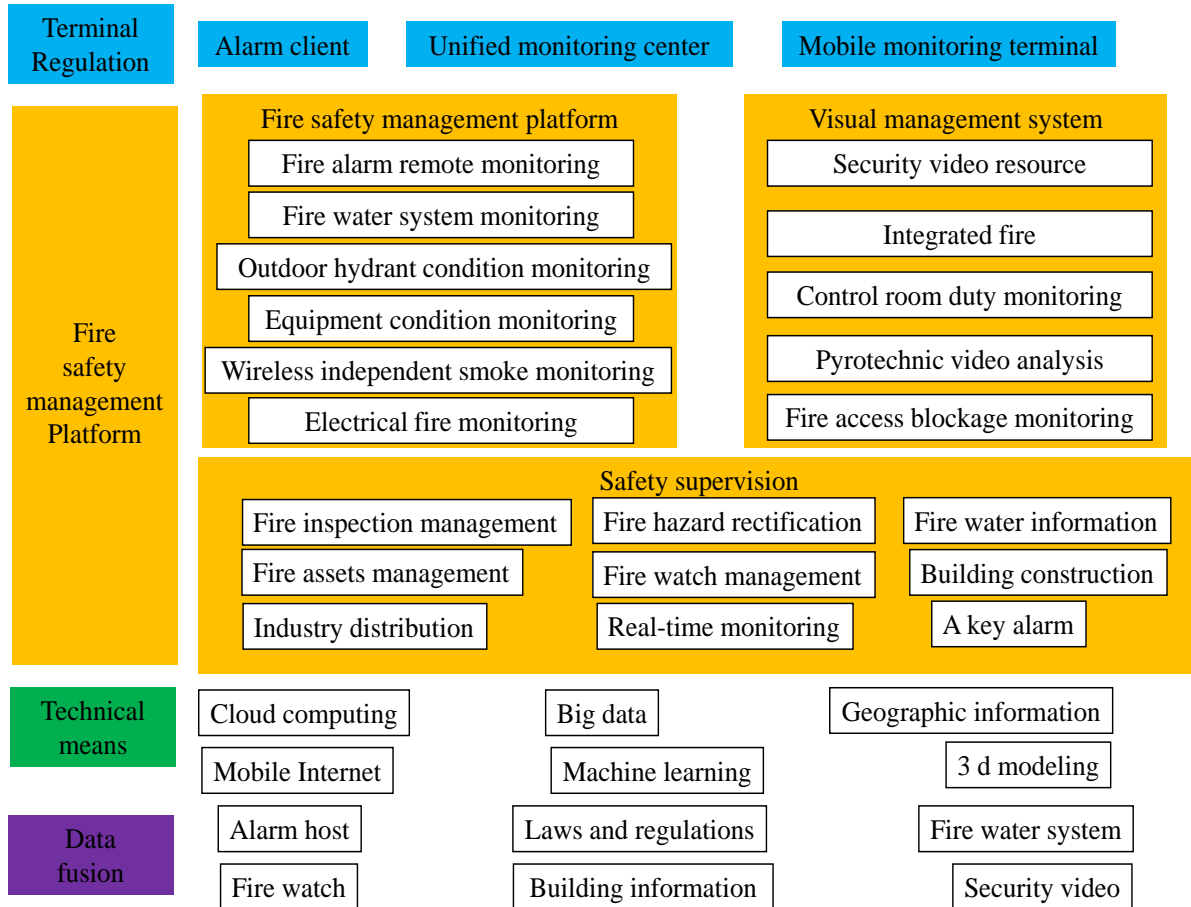 Terminal
Regulation
Alarm client
Unified monitoring center
Mobile monitoring terminal
Fire
safety
management
Platform
Fire safety management platform
Fire alarm remote monitoring
Fire water system monitoring
Outdoor hydrant condition monitoring
Equipment condition monitoring
Wireless independent smoke monitoring
Electrical fire monitoring
Visual management system
Security video resource
Integrated fire
Control room duty monitoring
Pyrotechnic video analysis
Fire access blockage monitoring
Safety supervision
Fire inspection management
Fire hazard rectification
Fire water information
Fire assets management
Fire watch management
Building construction
Industry distribution
Real-time monitoring
A key alarm
Technical
means
Cloud computing
Big data
Geographic information
Mobile Internet
Machine learning
3 d modeling
Data
fusion
Alarm host
Laws and regulations
Fire water system
Fire watch
Building information
Security video